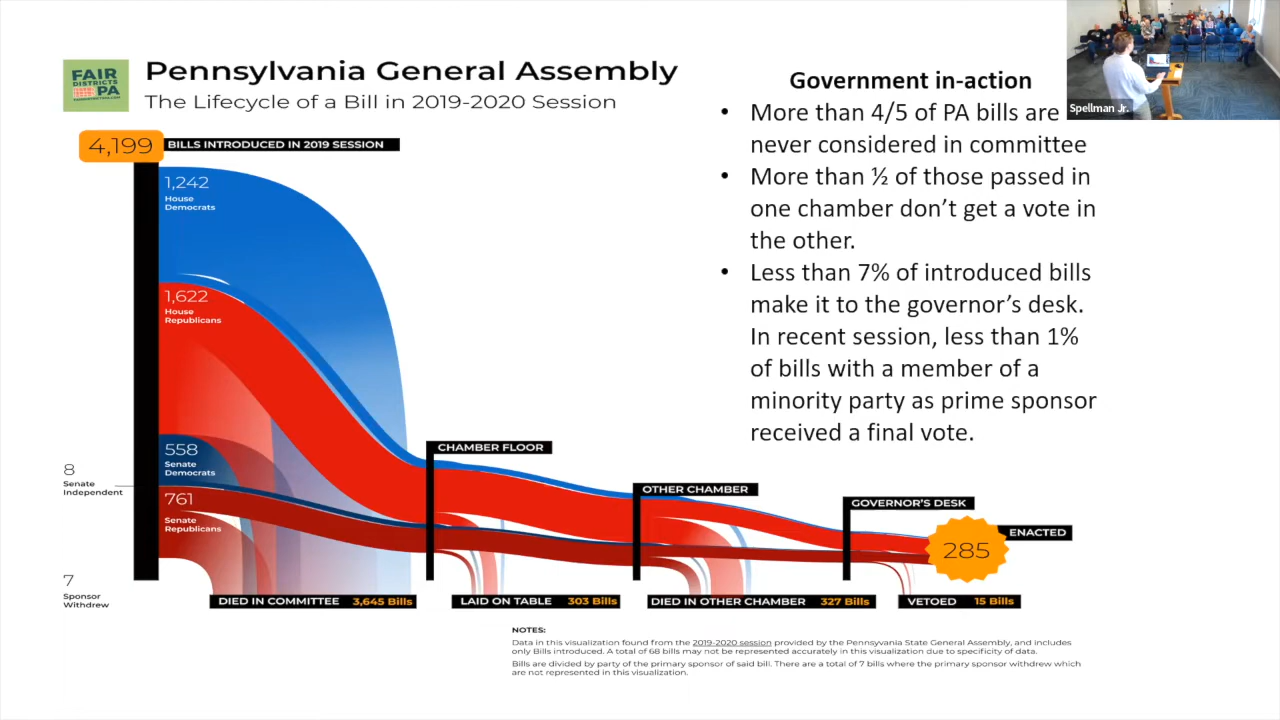 FAIR
DISTRICTS
PA
Pennsylvania General Assembly
The Lifecycle of a Bill in 2019-2020 Session
4,199
BILLS INTRODUCED IN 2019 SESSION
1,242
House
Democrats
1,622
House
Republicans
558
Senate
Democrats
8
Senate
Independent
761
Senate
Republicans
7
Sponsor
Withdrew
CHAMBER FLOOR
OTHER CHAMBER
GOVERNOR'S DESK
ENACTED
285
DIED IN COMMITTEE 3,645 Bills
LAID ON TABLE 303 Bills
DIED IN OTHER CHAMBER 327 Bills
VETOED 15 Bills
NOTES:
Data in this visualization found from the 2019-2020 session provided by the Pennsyvania State General Assembly, and includes
only Bills introduced. A total of 68 bills may not be represented accurately in this visualization due to specificity of data.
Bills are divided by party of the primary sponsor of said bill. There are a total of 7 bills where the primary sponsor withdrew which
are not represented in this visualization.
Government in-action
• More than 4/5 of PA bills are
never considered in committee
• More than ½ of those passed in
one chamber don't get a vote in
the other.
• Less than 7% of introduced bills
make it to the governor's desk.
In recent session, less than 1%
of bills with a member of a
minority party as prime sponsor
received a final vote.
Spellman Jr.